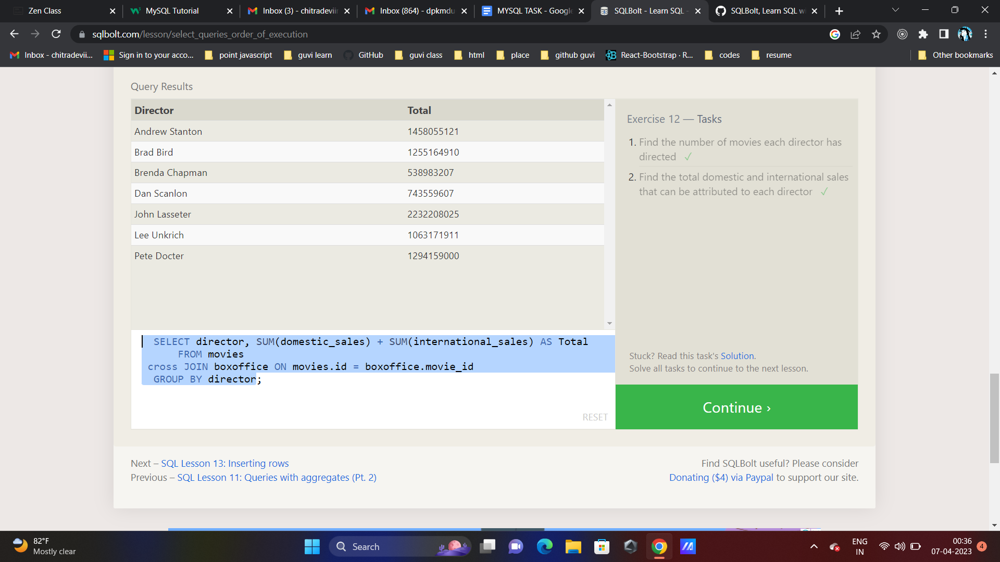 Zen Class
MySQL Tutorial
Inbox (3) - chitradeviir
Inbox (864) - dpkmdu
MYSQL TASK - Google
SQLBolt - Learn SQL -
SQLBolt, Learn SQL wi
sqlbolt.com/lesson/select_queries_order_of_execution
Inbox - chitradevii...
Sign in to your acco...
point javascript
guvi learn
GitHub
guvi class
html
place
github guvi
React-Bootstrap · R...
codes
resume
Other bookmarks
Query Results
Director Total
Andrew Stanton 1458055121
Brad Bird 1255164910
Brenda Chapman 538983207
Dan Scanlon 743559607
John Lasseter 2232208025
Lee Unkrich 1063171911
Pete Docter 1294159000
Exercise 12 — Tasks
1. Find the number of movies each director has
directed ✓
2. Find the total domestic and international sales
that can be attributed to each director ✓
SELECT director, SUM(domestic_sales) + SUM(international_sales) AS Total
FROM movies
cross JOIN boxoffice ON movies.id = boxoffice.movie_id
GROUP BY director;
RESET
Stuck? Read this task's Solution.
Solve all tasks to continue to the next lesson.
Continue ›
Next – SQL Lesson 13: Inserting rows
Previous – SQL Lesson 11: Queries with aggregates (Pt. 2)
Find SQLBolt useful? Please consider
Donating ($4) via Paypal to support our site.
82°F
Mostly clear
Search
ENG
IN
00:36
07-04-2023
4